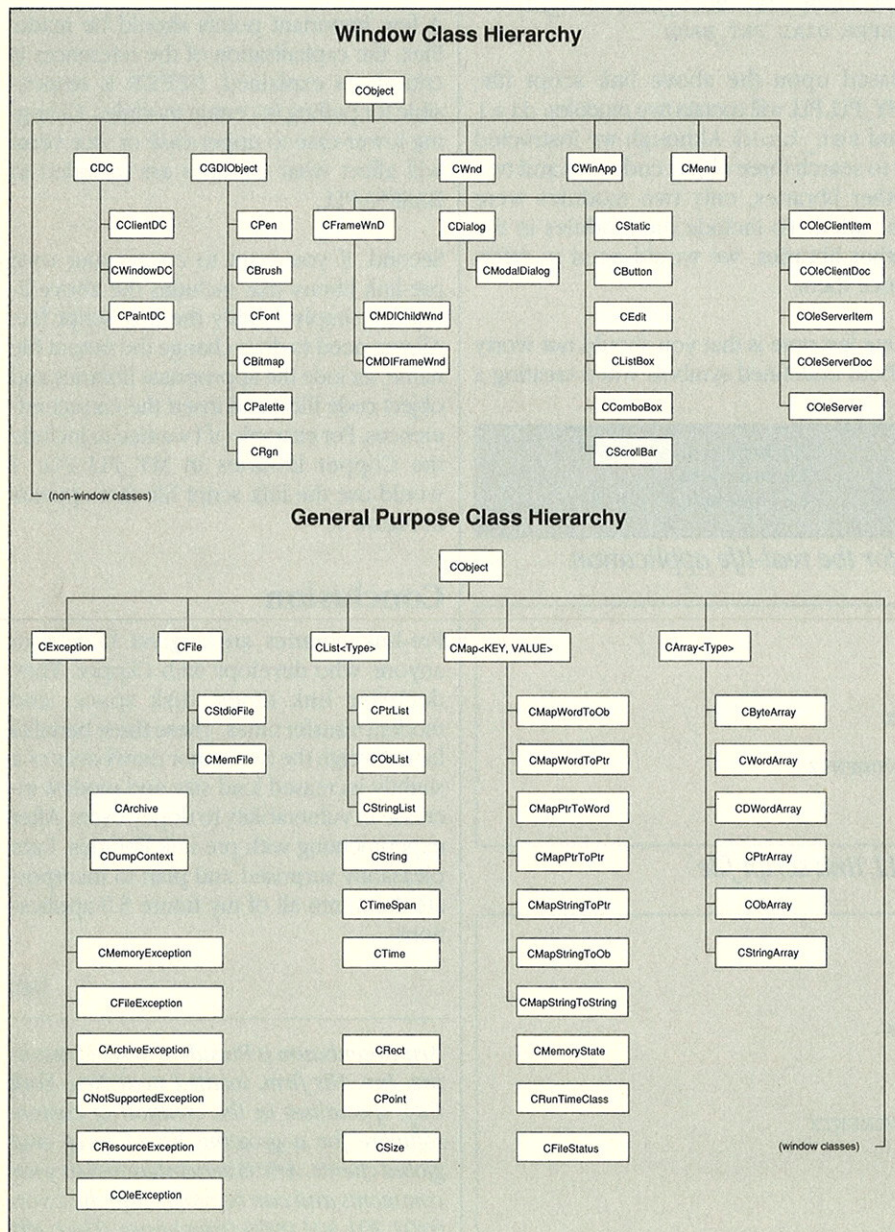 Window Class Hierarchy
CObject
CDC
CGDIObject
CWnd
CWinApp
CMenu
CClientDC
CWindowDC
CPaintDC
CPen
CBrush
CFont
CBitmap
CPalette
CRgn
CFrameWnD
CMDIChildWnd
CMDIFrameWnd
CDialog
CModalDialog
CStatic
CButton
CEdit
CListBox
CComboBox
CScrollBar
COleClientItem
COleClientDoc
COleServerItem
COleServerDoc
COleServer
(non-window classes)
General Purpose Class Hierarchy
CObject
CException
CFile
CList<Type>
CMap<KEY, VALUE>
CArray<Type>
CStdioFile
CMemFile
CArchive
CDumpContext
CMemoryException
CFileException
CArchiveException
CNotSupportedException
CResourceException
COleException
CPtrList
CObList
CStringList
CString
CTimeSpan
CTime
CRect
CPoint
CSize
CMapWordToOb
CMapWordToPtr
CMapPtrToWord
CMapPtrToPtr
CMapStringToPtr
CMapStringToOb
CMapStringToString
CMemoryState
CRunTimeClass
CFileStatus
CByteArray
CWordArray
CDWordArray
CPtrArray
CObArray
CStringArray
(window classes)